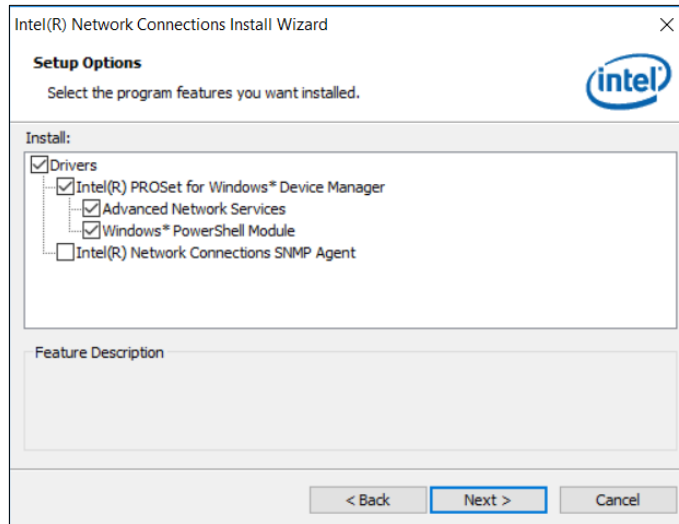 Intel(R) Network Connections Install Wizard
Setup Options
Select the program features you want installed.
intel
Install:
Drivers
Intel(R) PROSet for Windows* Device Manager
Advanced Network Services
Windows* PowerShell Module
Intel(R) Network Connections SNMP Agent
Feature Description
< Back
Next >
Cancel